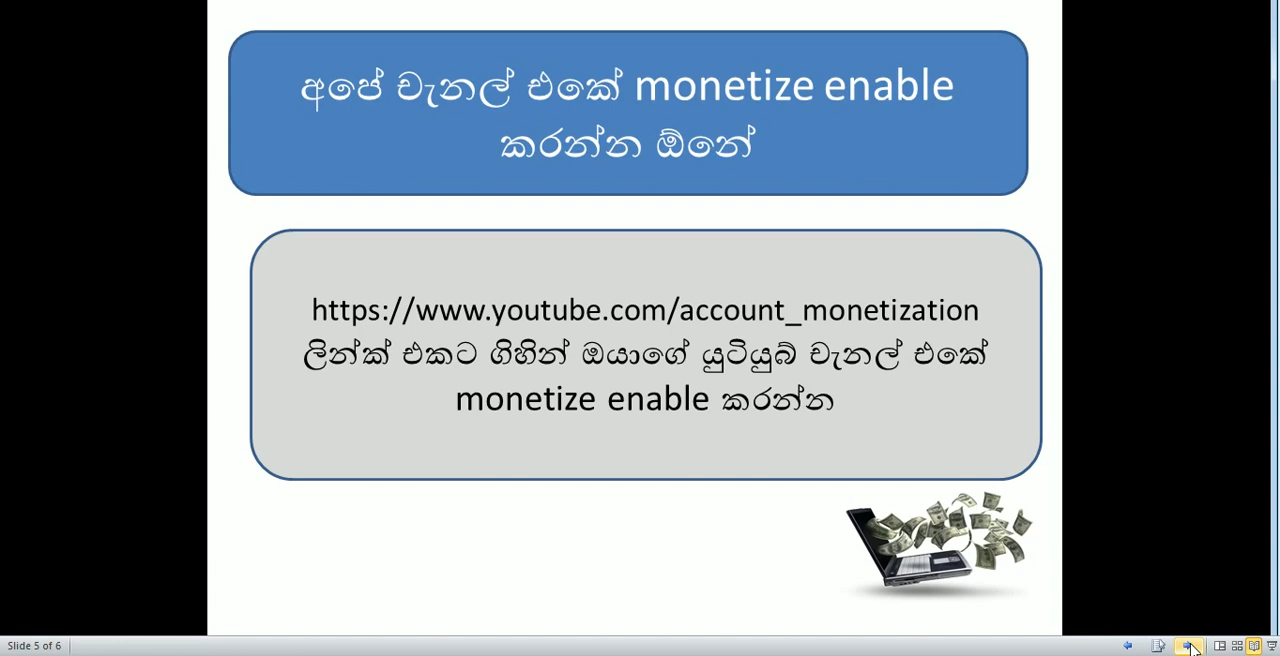 අපේ චැනල් එකේ monetize enable
කරන්න ඕනේ
https://www.youtube.com/account_monetization
ලින්ක් එකට ගිහින් ඔයාගේ යුටියුබ් චැනල් එකේ
monetize enable කරන්න
Slide 5 of 6